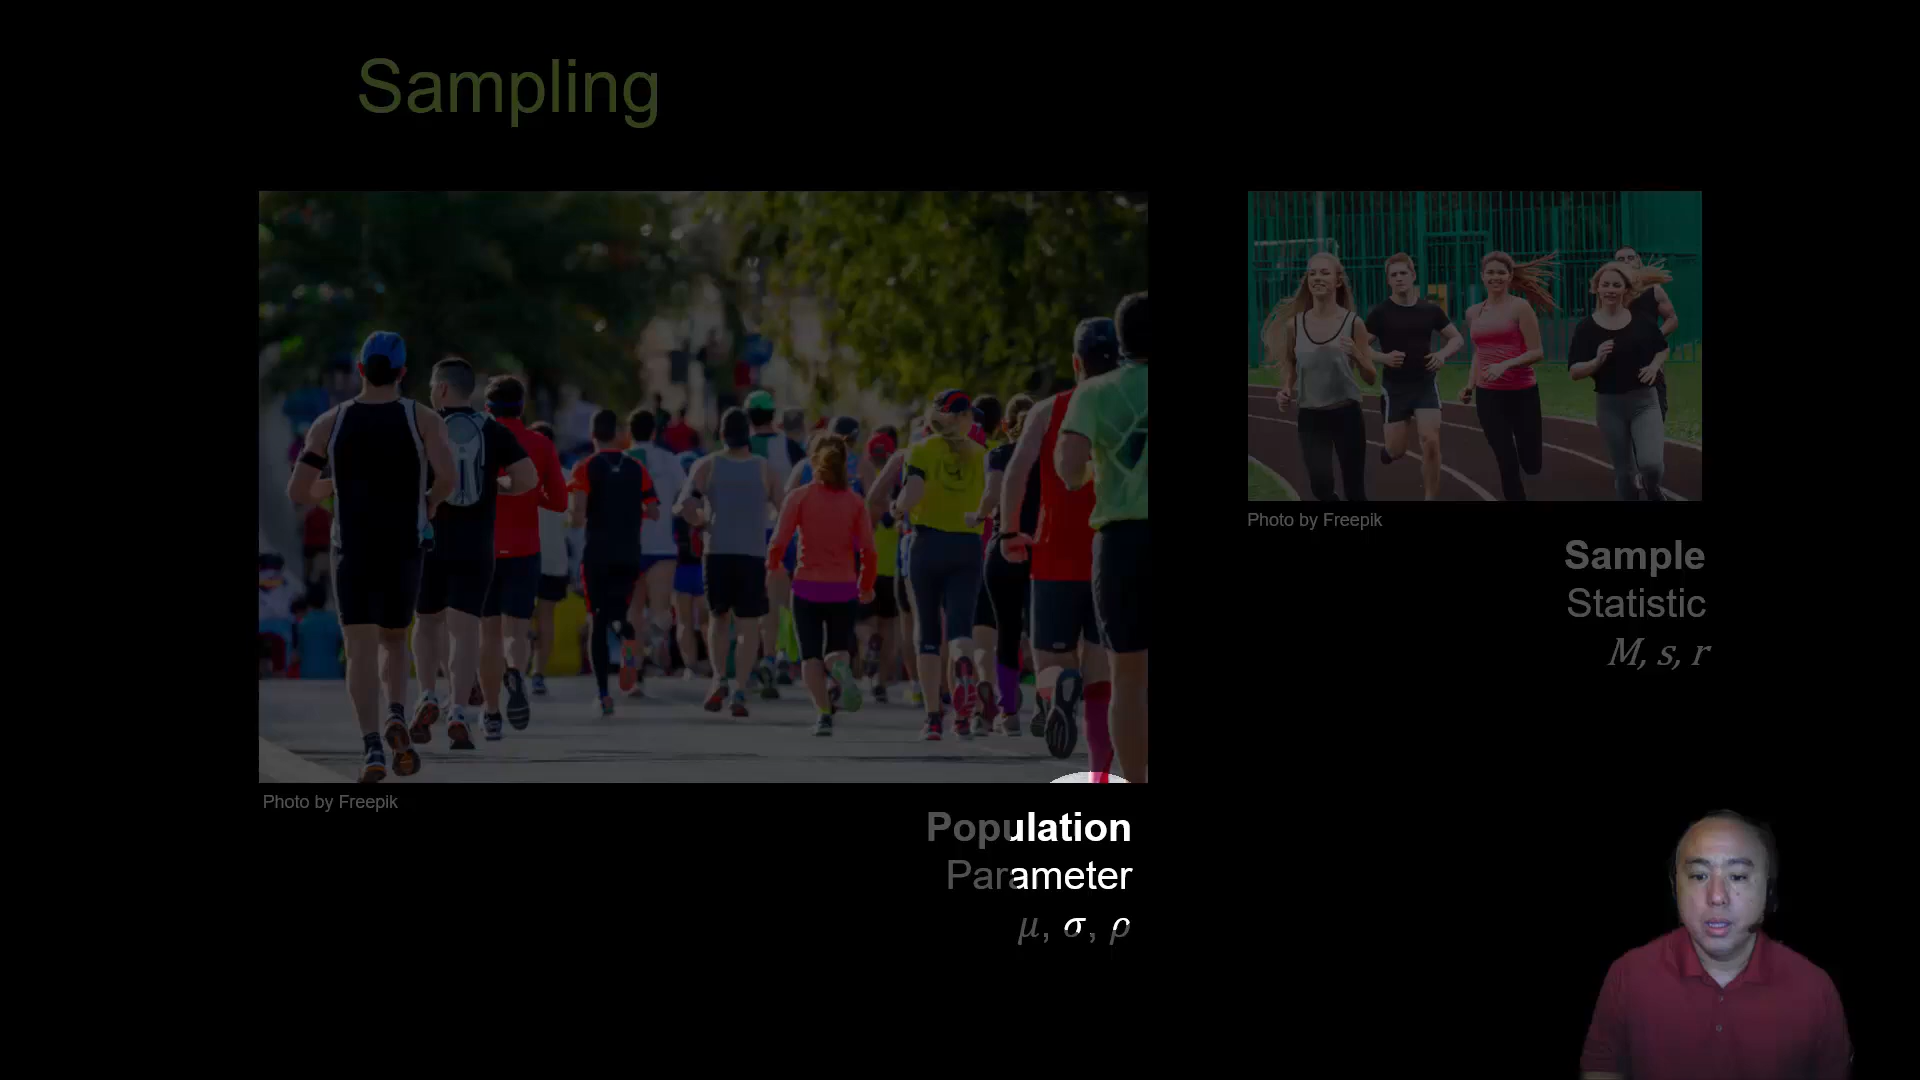 Sampling
Photo by Freepik
Population
Parameter
μ, σ, ρ
Photo by Freepik
Sample
Statistic
M, s, r